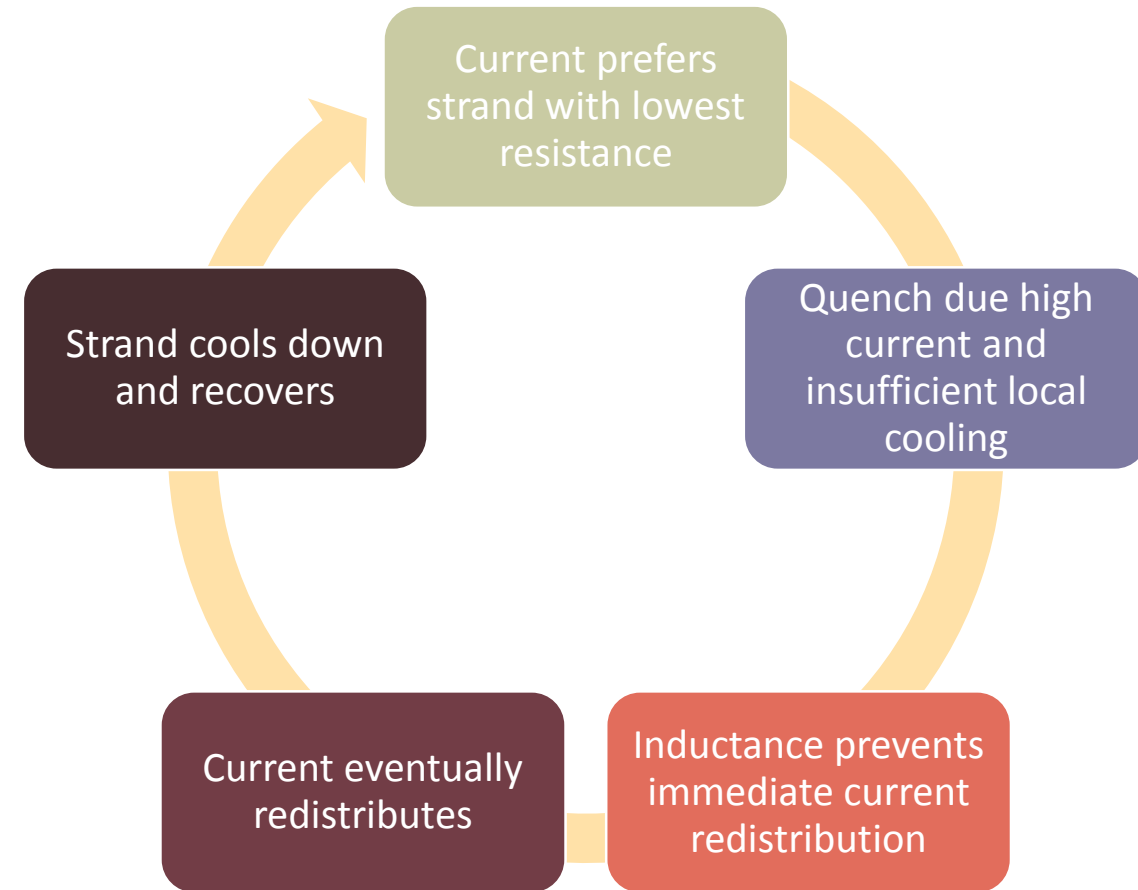 Current prefers
strand with lowest
resistance
Quench due high
current and
insufficient local
cooling
Inductance prevents
immediate current
redistribution
Current eventually
redistributes
Strand cools down
and recovers